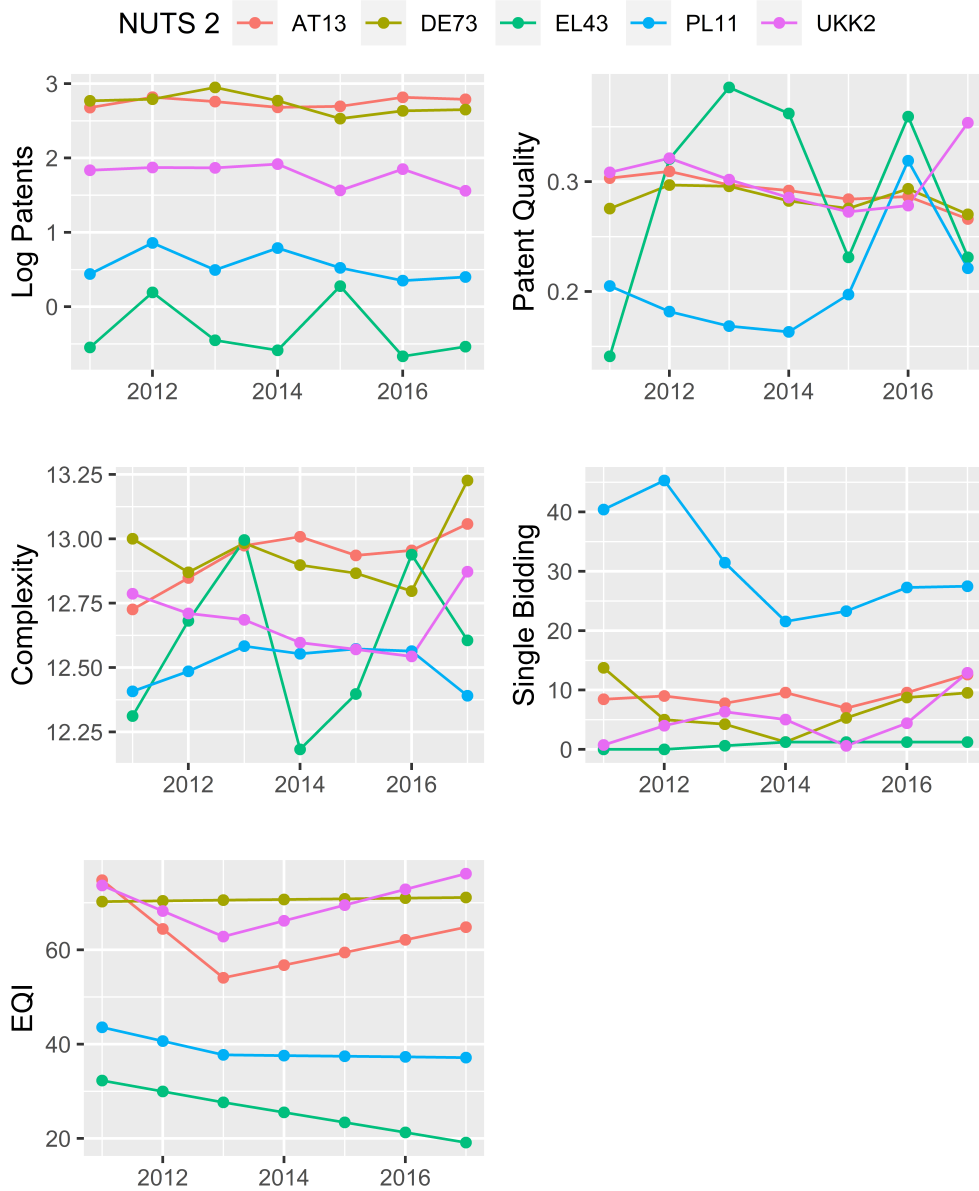 NUTS 2 AT13 DE73 EL43 PL11 UKK2
Log Patents
3
2
1
0
2012 2014 2016
Patent Quality
0.3
0.2
2012 2014 2016
Complexity
13.25
13.00
12.75
12.50
12.25
2012 2014 2016
Single Bidding
40
30
20
10
0
2012 2014 2016
EQI
60
40
20
2012 2014 2016